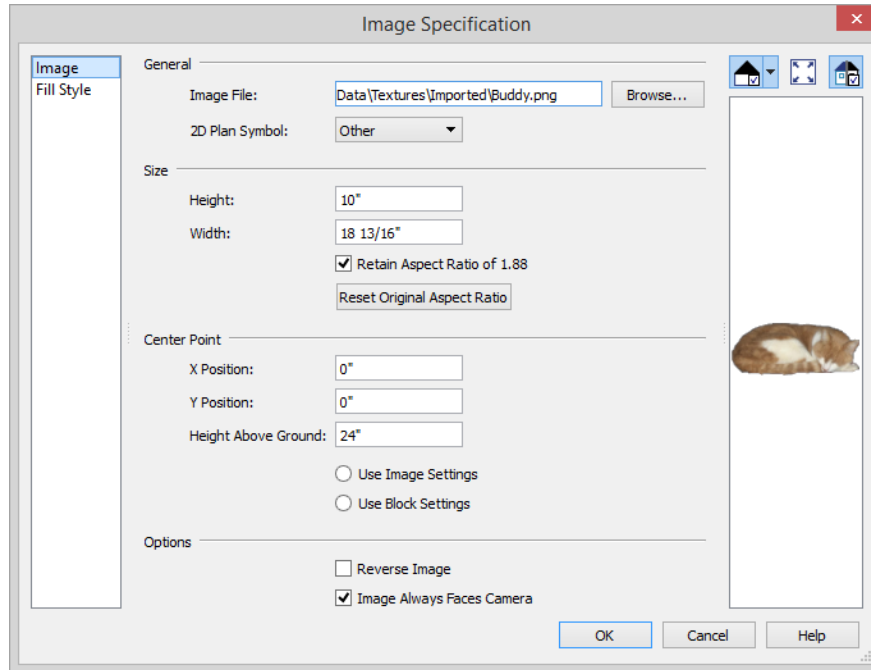 Image Specification
Image
Fill Style
General
Image File: Data\Textures\Imported\Buddy.png Browse...
2D Plan Symbol: Other
Size
Height: 10"
Width: 18 13/16"
Retain Aspect Ratio of 1.88
Reset Original Aspect Ratio
Center Point
X Position: 0"
Y Position: 0"
Height Above Ground: 24"
Use Image Settings
Use Block Settings
Options
Reverse Image
Image Always Faces Camera
OK Cancel Help